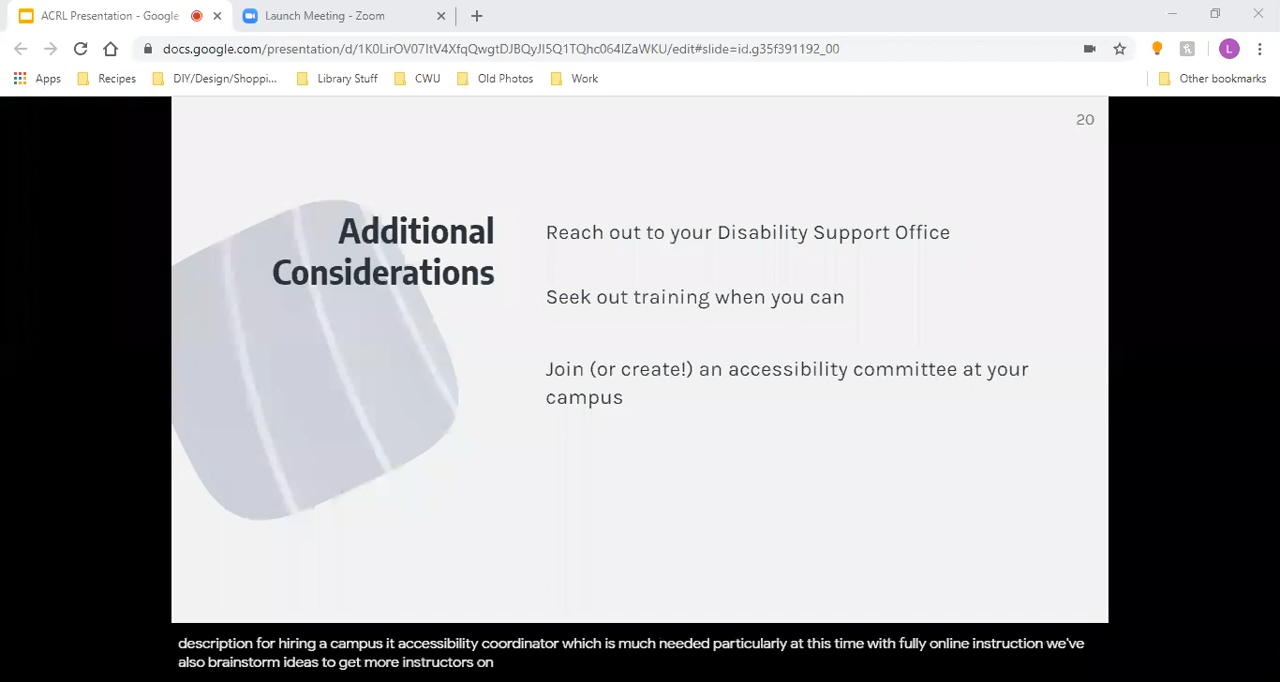 ACRL Presentation - Google
Launch Meeting - Zoom
docs.google.com/presentation/d/1K0LirOV07ItV4XfqQwgtDJBQyJI5Q1TQhc064lZaWKU/edit#slide=id.g35f391192_00
L
Apps
Recipes
DIY/Design/Shoppi...
Library Stuff
CWU
Old Photos
Work
Other bookmarks
20
Additional
Considerations
Reach out to your Disability Support Office
Seek out training when you can
Join (or create!) an accessibility committee at your
campus
description for hiring a campus it accessibility coordinator which is much needed particularly at this time with fully online instruction we've
also brainstorm ideas to get more instructors on